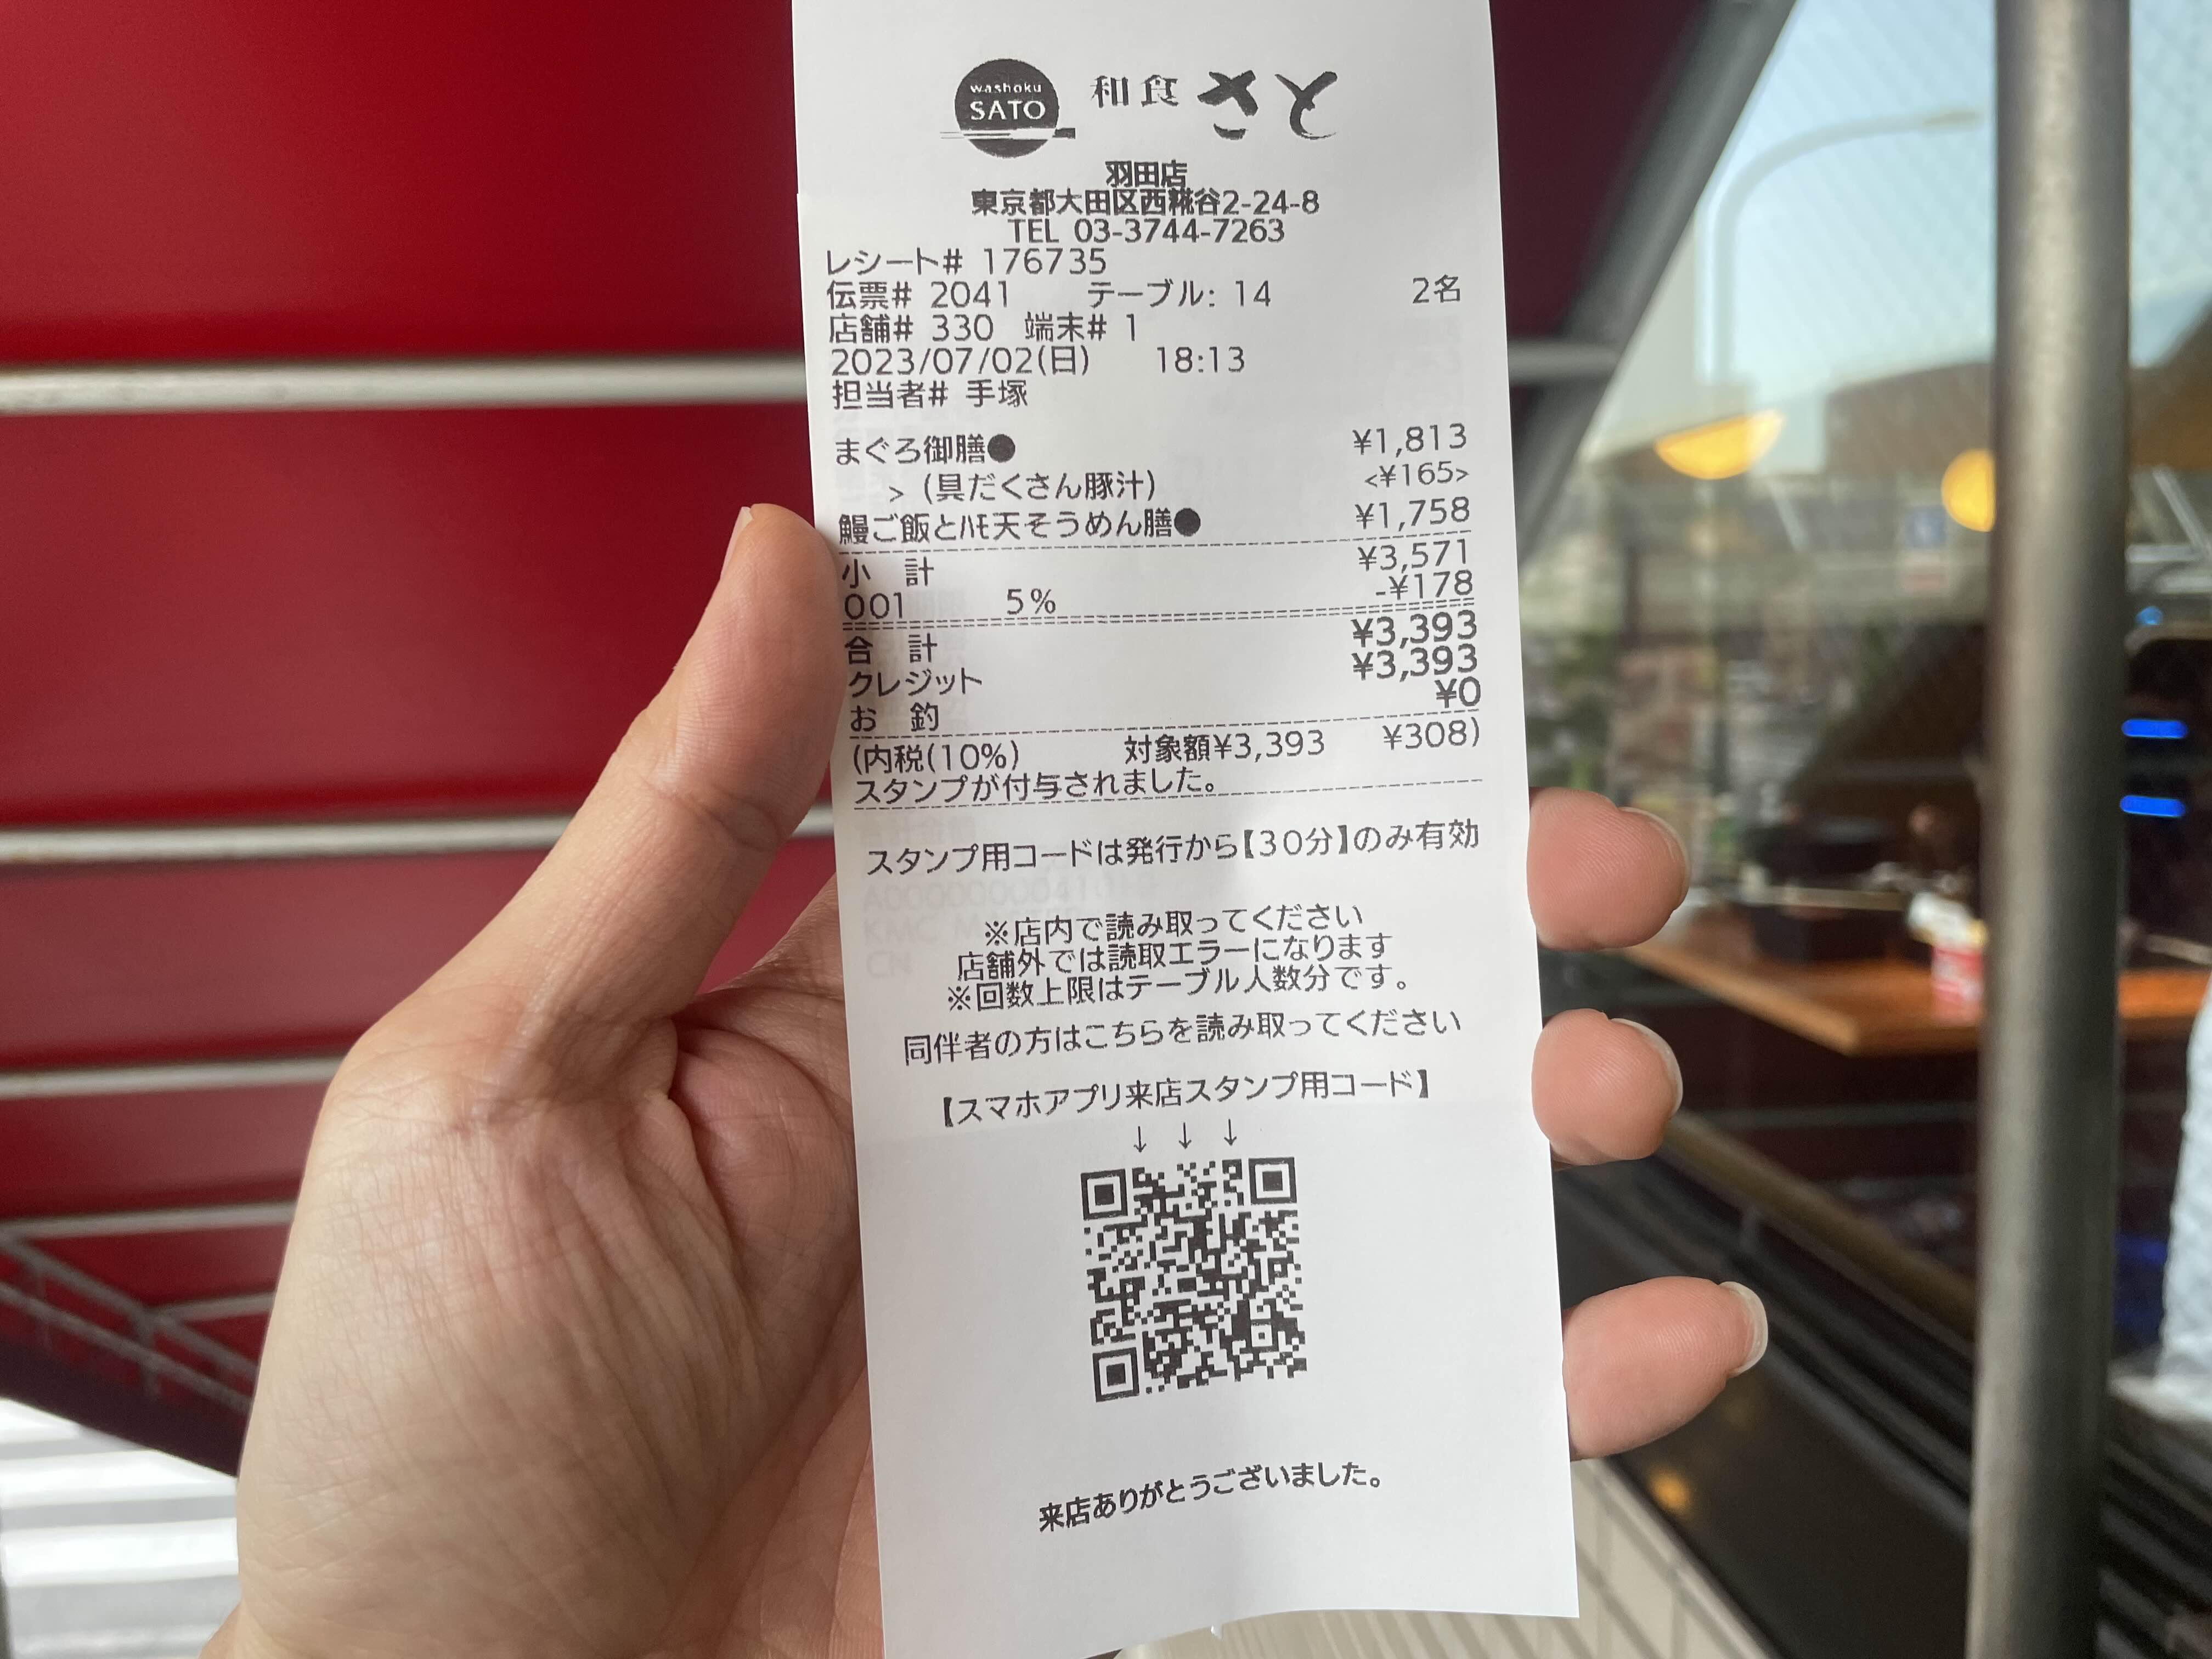 washoku SATO 和食 さと
羽田店
東京都大田区西糀谷2-24-8
TEL 03-3744-7263
レシート# 176735
伝票# 2041 テーブル: 14 2名
店舗# 330 端末# 1
2023/07/02(日) 18:13
担当者# 手塚
まぐろ御膳● ¥1,813
> (具だくさん豚汁) <¥165>
鰻ご飯とﾊﾓ天そうめん膳● ¥1,758
小 計 ¥3,571
001 5% -¥178
合 計 ¥3,393
クレジット ¥3,393
お 釣 ¥0
(内税(10%) 対象額¥3,393 ¥308)
スタンプが付与されました。
スタンプ用コードは発行から【30分】のみ有効
※店内で読み取ってください
店舗外では読取エラーになります
※回数上限はテーブル人数分です。
同伴者の方はこちらを読み取ってください
【スマホアプリ来店スタンプ用コード】
↓ ↓ ↓
来店ありがとうございました。